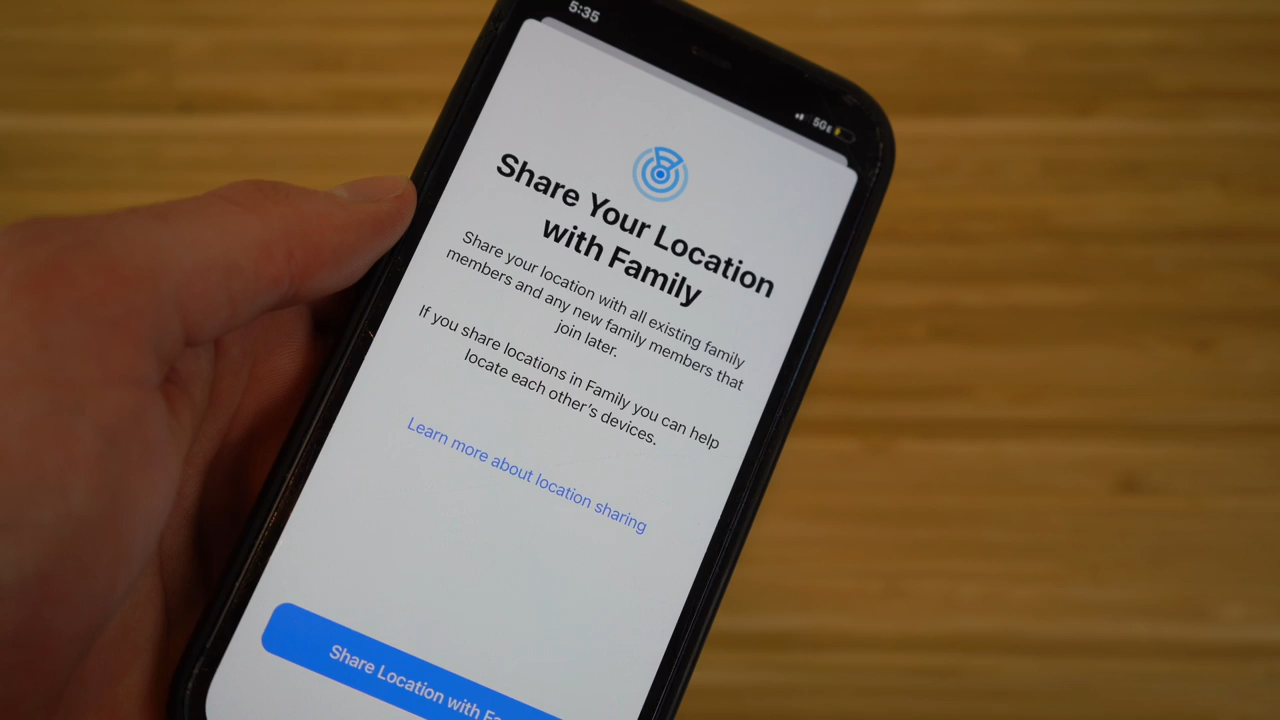 5:35
5GE
Share Your Location
with Family
Share your location with all existing family
members and any new family members that
join later.
If you share locations in Family you can help
locate each other's devices.
Learn more about location sharing
Share Location with Fa